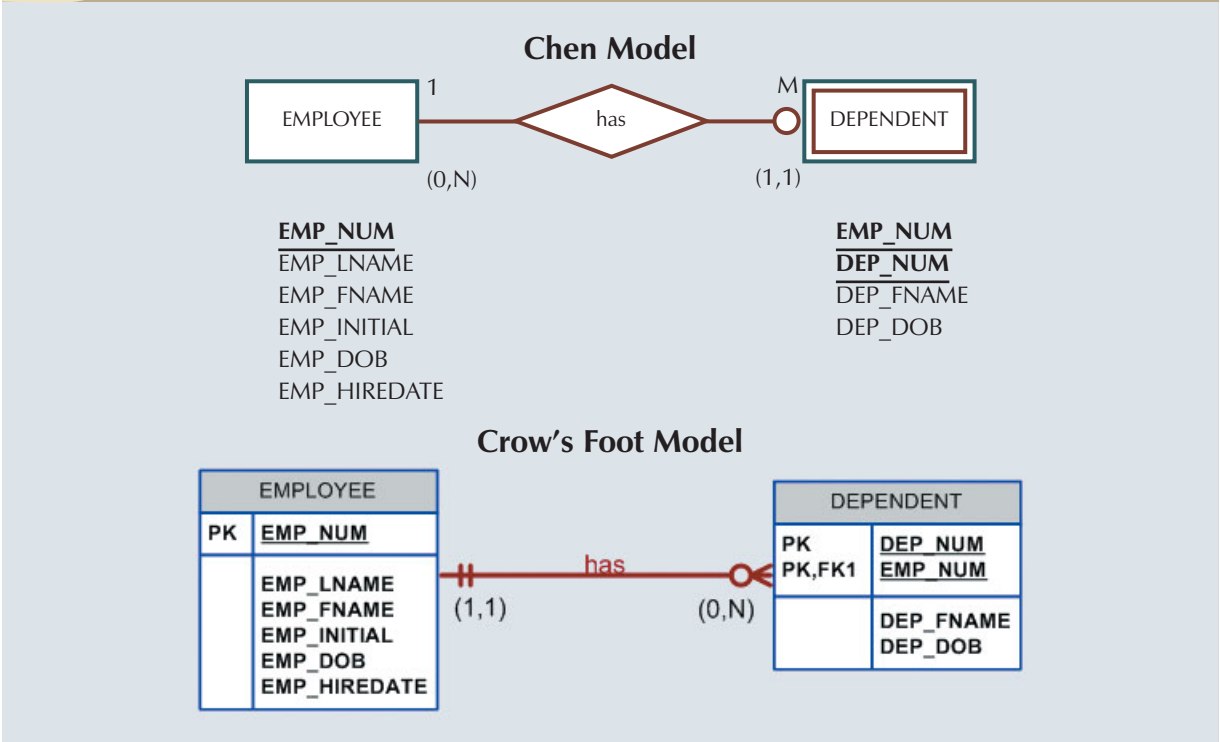 Chen Model
1
M
EMPLOYEE
has
DEPENDENT
(0,N)
(1,1)
EMP_NUM
EMP_LNAME
EMP_FNAME
EMP_INITIAL
EMP_DOB
EMP_HIREDATE
EMP_NUM
DEP_NUM
DEP_FNAME
DEP_DOB
Crow's Foot Model
EMPLOYEE
PK EMP_NUM
EMP_LNAME
EMP_FNAME
EMP_INITIAL
EMP_DOB
EMP_HIREDATE
has
(1,1)
(0,N)
DEPENDENT
PK DEP_NUM
PK,FK1 EMP_NUM
DEP_FNAME
DEP_DOB